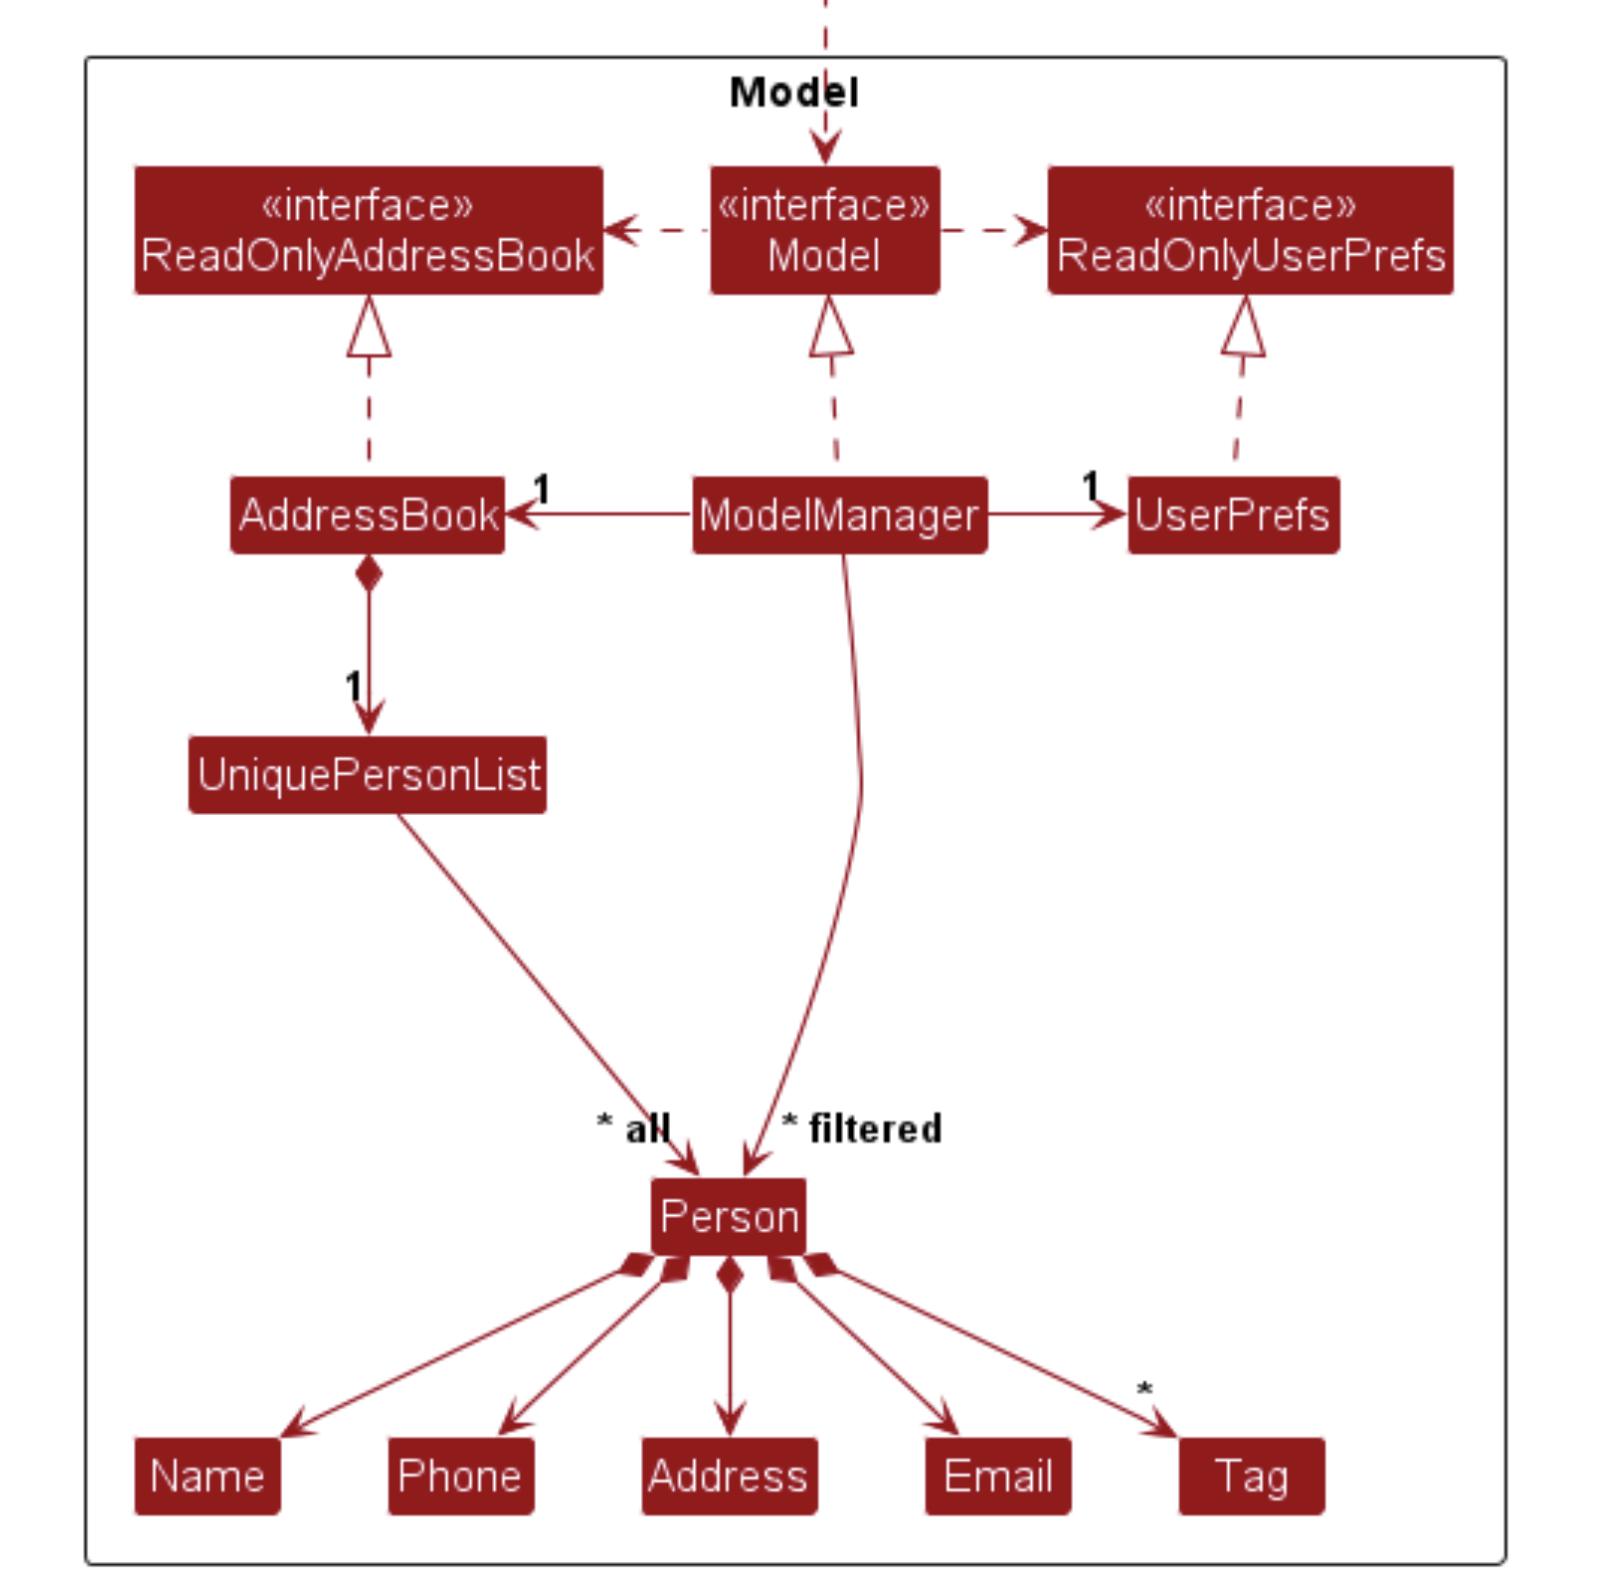 Model
«interface»
ReadOnlyAddressBook
«interface»
Model
«interface»
ReadOnlyUserPrefs
AddressBook
1
ModelManager
1
UserPrefs
1
UniquePersonList
* all
* filtered
Person
*
Name
Phone
Address
Email
Tag